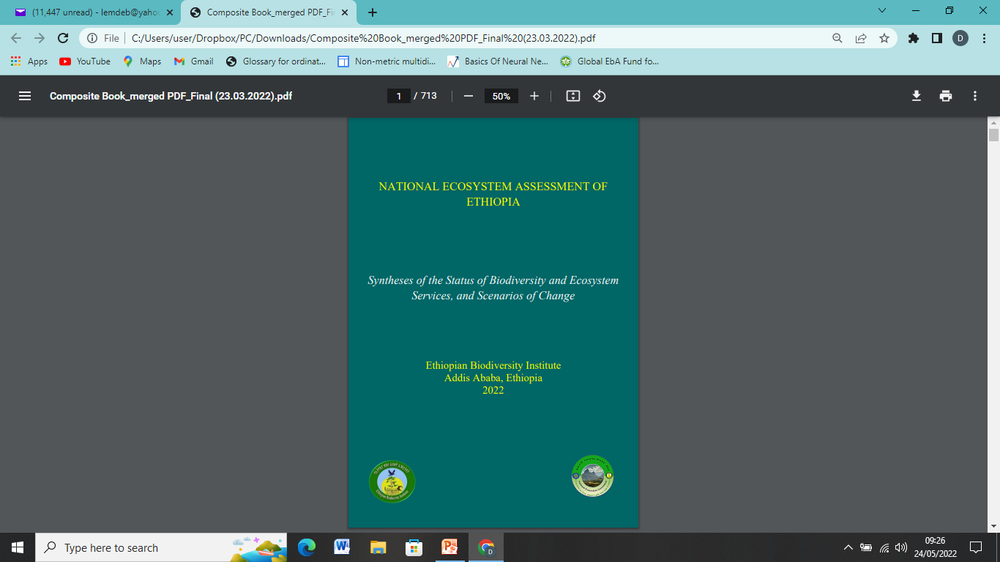 (11,447 unread) - lemdeb@yaho
Composite Book_merged PDF_Fi
File
C:/Users/user/Dropbox/PC/Downloads/Composite%20Book_merged%20PDF_Final%20(23.03.2022).pdf
D
Apps
YouTube
Maps
Gmail
Glossary for ordinat...
Non-metric multidi...
Basics Of Neural Ne...
Global EbA Fund fo...
Composite Book_merged PDF_Final (23.03.2022).pdf
1 / 713
50%
NATIONAL ECOSYSTEM ASSESSMENT OF
ETHIOPIA
Syntheses of the Status of Biodiversity and Ecosystem
Services, and Scenarios of Change
Ethiopian Biodiversity Institute
Addis Ababa, Ethiopia
2022
Ethiopian Biodiversity Institute
Type here to search
09:26
24/05/2022